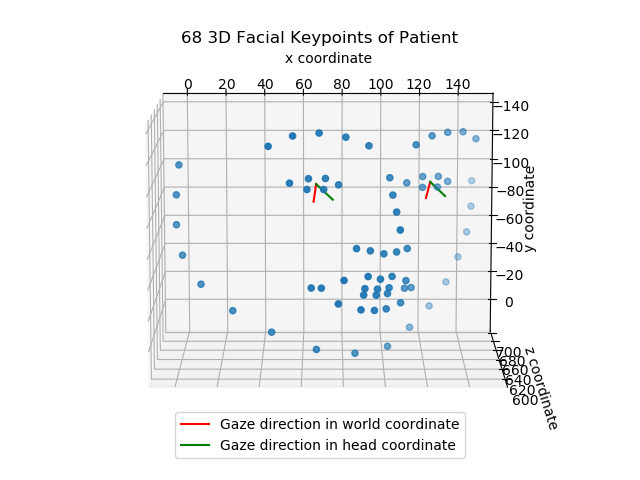 68 3D Facial Keypoints of Patient
x coordinate
0 20 40 60 80 100 120 140
−140
−120
−100
−80
−60
−40
−20
0
y coordinate
700
680
660
640
620
600
z coordinate
Gaze direction in world coordinate
Gaze direction in head coordinate